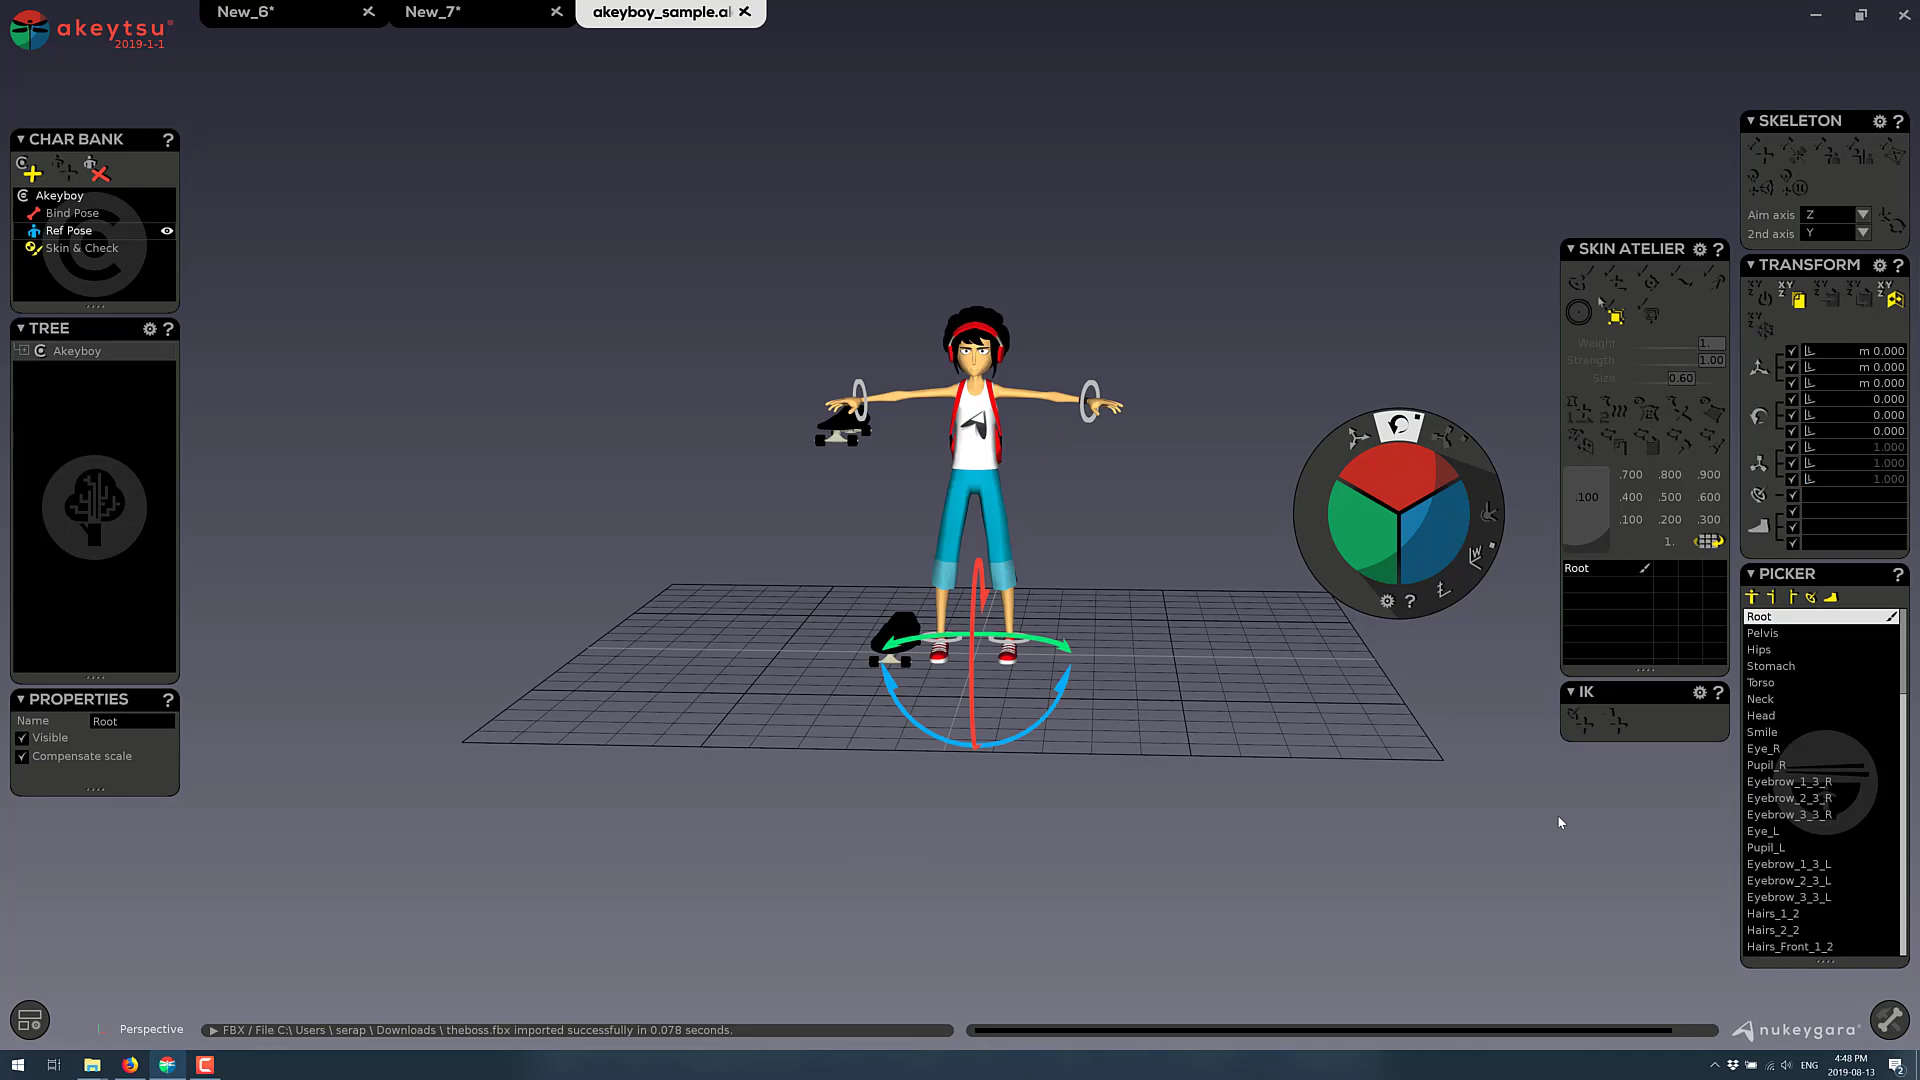 New_6*
New_7*
akeyboy_sample.al
akeytsu
2019-1-1
CHAR BANK ?
Akeyboy
Bind Pose
Ref Pose
Skin & Check
TREE ?
Akeyboy
PROPERTIES ?
Name Root
Visible
Compensate scale
?
SKIN ATELIER ?
Weight 1.
Strength 1.00
Size 0.60
.700 .800 .900
.100 .400 .500 .600
.100 .200 .300
1.
Root
IK ?
SKELETON ?
Aim axis Z
2nd axis Y
TRANSFORM ?
m 0.000
m 0.000
m 0.000
0.000
0.000
0.000
1.000
1.000
1.000
PICKER ?
Root
Pelvis
Hips
Stomach
Torso
Neck
Head
Smile
Eye_R
Pupil_R
Eyebrow_1_3_R
Eyebrow_2_3_R
Eyebrow_3_3_R
Eye_L
Pupil_L
Eyebrow_1_3_L
Eyebrow_2_3_L
Eyebrow_3_3_L
Hairs_1_2
Hairs_2_2
Hairs_Front_1_2
Perspective
FBX / File C:\ Users \ serap \ Downloads \ theboss.fbx imported successfully in 0.078 seconds.
nukeygara
ENG
4:48 PM
2019-08-13
2